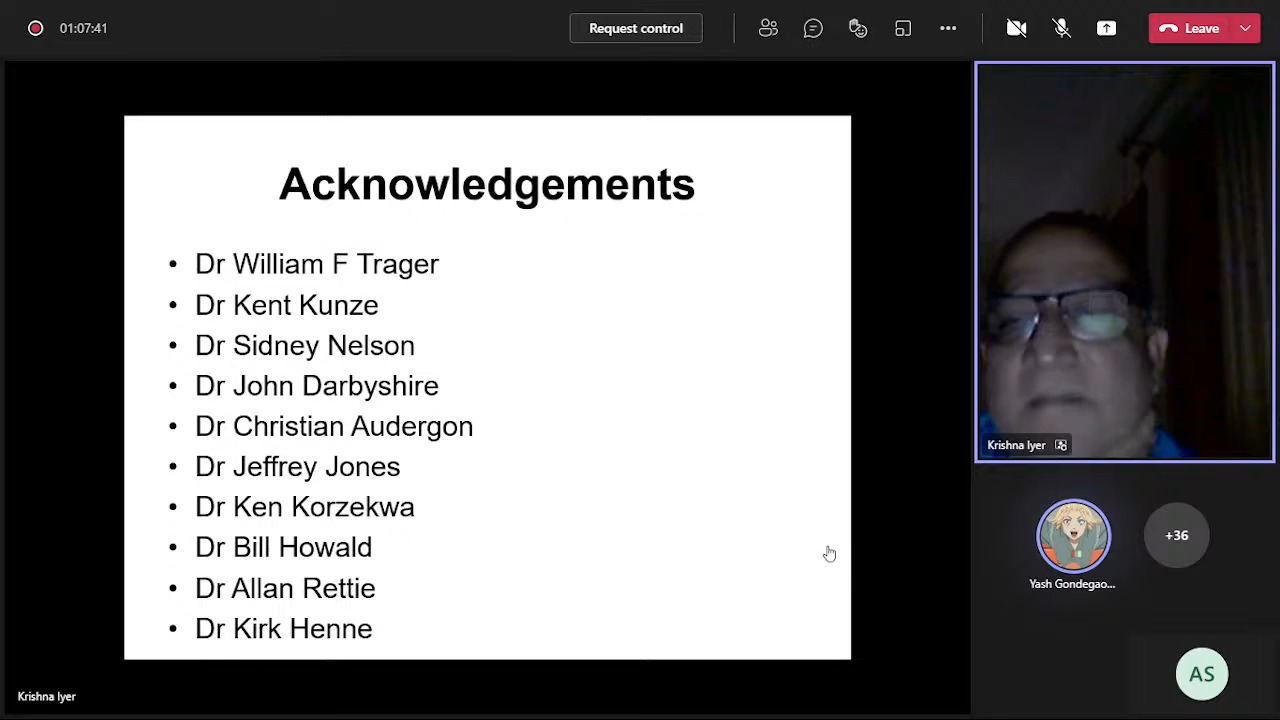 01:07:41
Request control
Leave
Acknowledgements
• Dr William F Trager
• Dr Kent Kunze
• Dr Sidney Nelson
• Dr John Darbyshire
• Dr Christian Audergon
• Dr Jeffrey Jones
• Dr Ken Korzekwa
• Dr Bill Howald
• Dr Allan Rettie
• Dr Kirk Henne
Krishna Iyer
Krishna Iyer
+36
Yash Gondegao...
AS